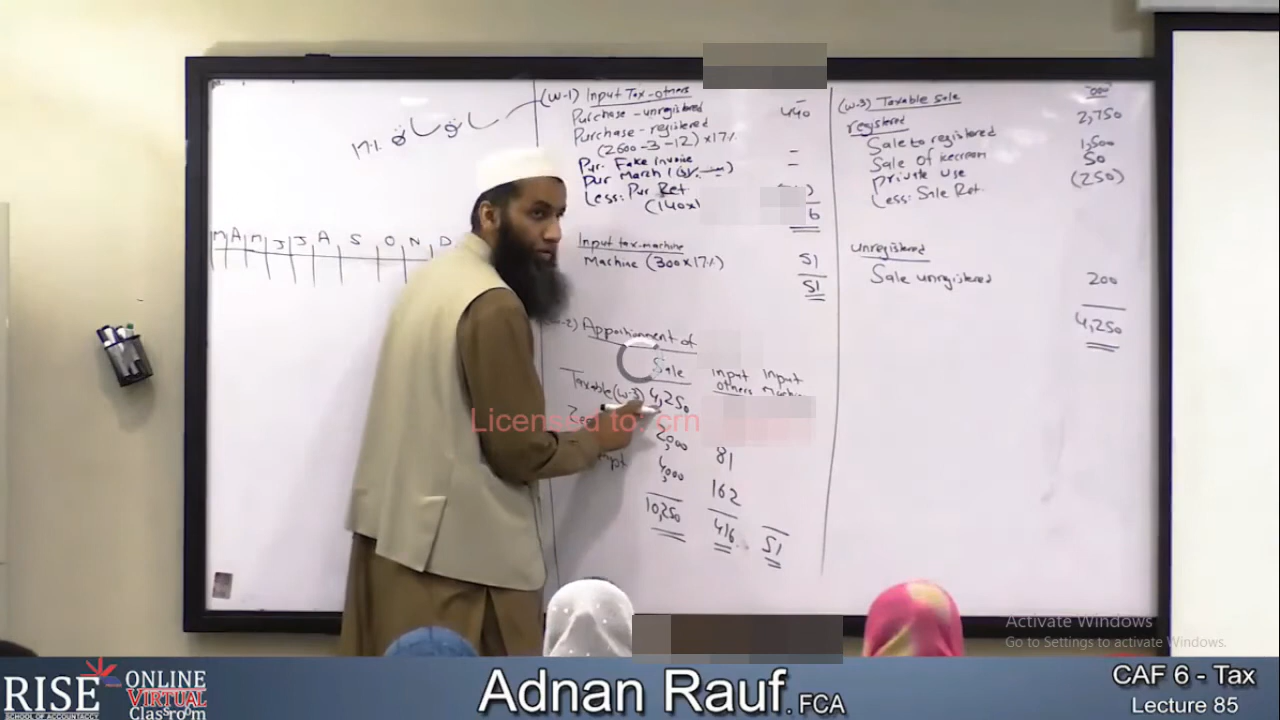 (W-1) Input Tax-others
Purchase - unregistered
Purchase - registered 440
(2600-3-12) x 17%
Pur. Fake invoice =
Pur March =
Less: Pur Ret.
(140x
6
Input tax-machine
Machine (300x17%) 51
51
17%
M A M J J A S O N D
Apportionment of
Sale
Input Input
others Mach.
Taxable (W-3) 4,250
2,000 81
4,000 162
10,250 416 51
(W-3) Taxable Sale "000"
registered
Sale to registered 2,750
Sale of icecream 1,500
Private use 50
Less: Sale Ret. (250)
unregistered
Sale unregistered 200
4,250
Licensed to: crn
Activate Windows
Go to Settings to activate Windows.
RISE
SCHOOL OF ACCOUNTANCY
ONLINE
VIRTUAL
Classroom
Adnan Rauf. FCA
CAF 6 - Tax
Lecture 85